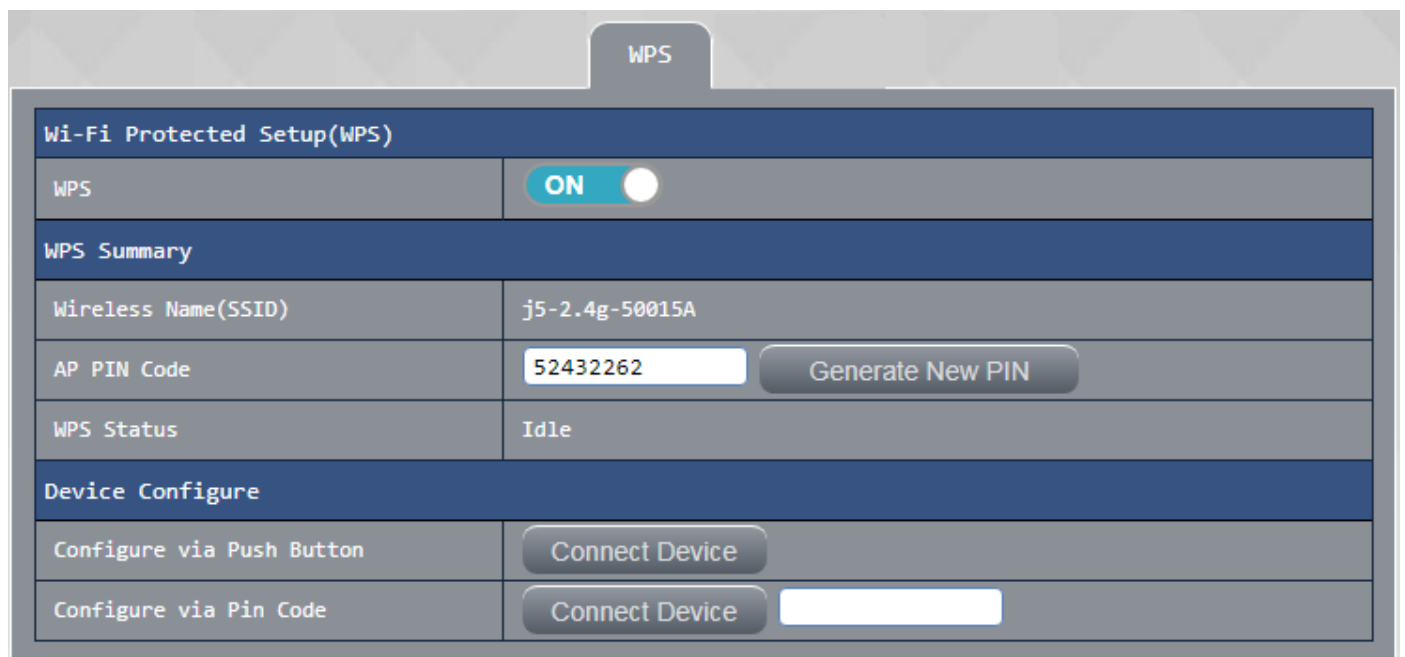 WPS
Wi-Fi Protected Setup(WPS)
WPS ON
WPS Summary
Wireless Name(SSID) j5-2.4g-50015A
AP PIN Code 52432262 Generate New PIN
WPS Status Idle
Device Configure
Configure via Push Button Connect Device
Configure via Pin Code Connect Device